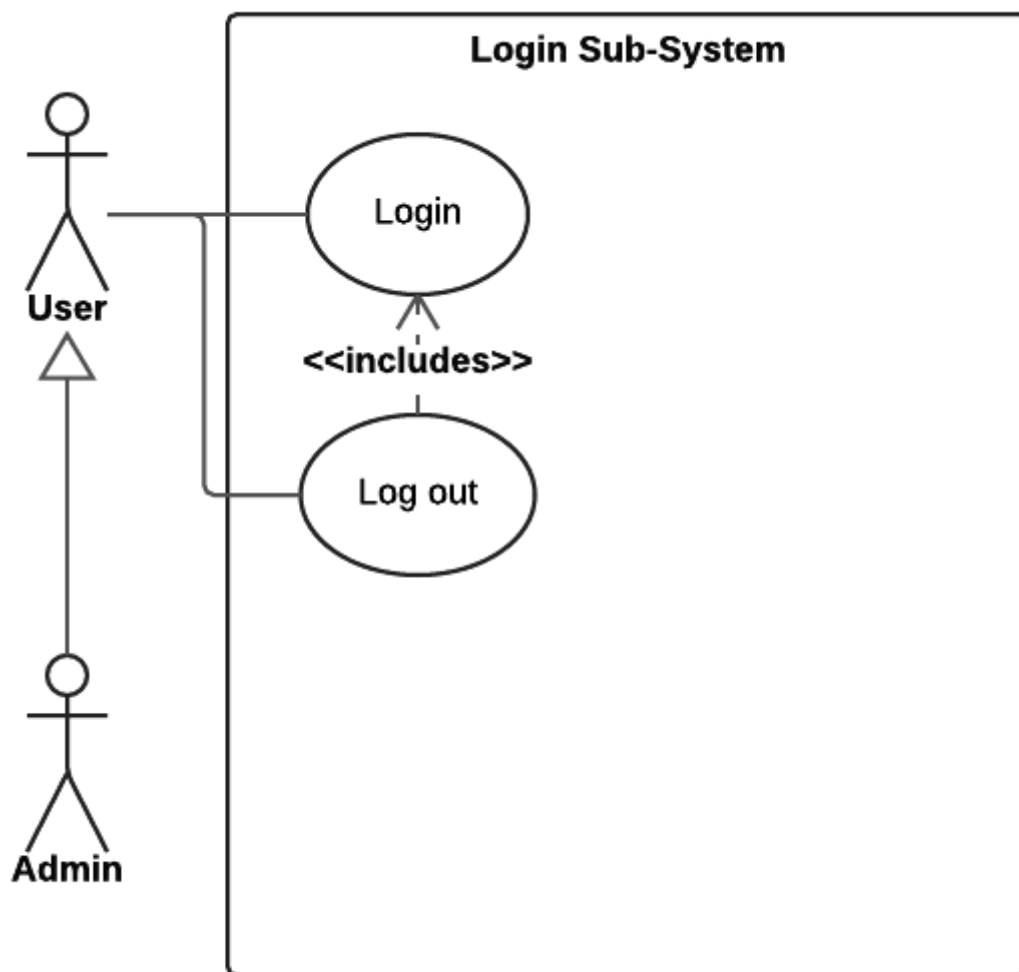 Login Sub-System
Login
User
<<includes>>
Log out
Admin